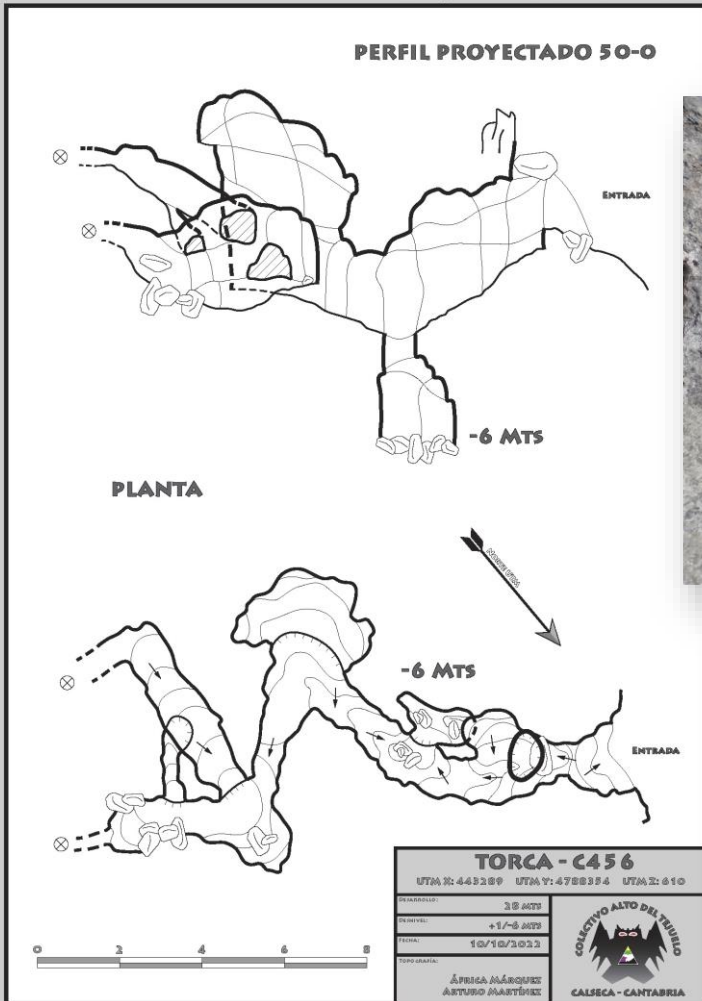 PERFIL PROYECTADO 50-0
ENTRADA
-6 MTS
PLANTA
NORTE UTM
-6 MTS
ENTRADA
0 2 4 6 8
TORCA - C456
UTM X: 443289 UTM Y: 4788354 UTM Z: 610
DESARROLLO: 28 MTS
DESNIVEL: +1/-6 MTS
FECHA: 10/10/2022
TOPOGRAFÍA:
ÁFRICA MÁRQUEZ
ARTURO MARTÍNEZ
COLECTIVO ALTO DEL TEJUELO
CALSECA - CANTABRIA